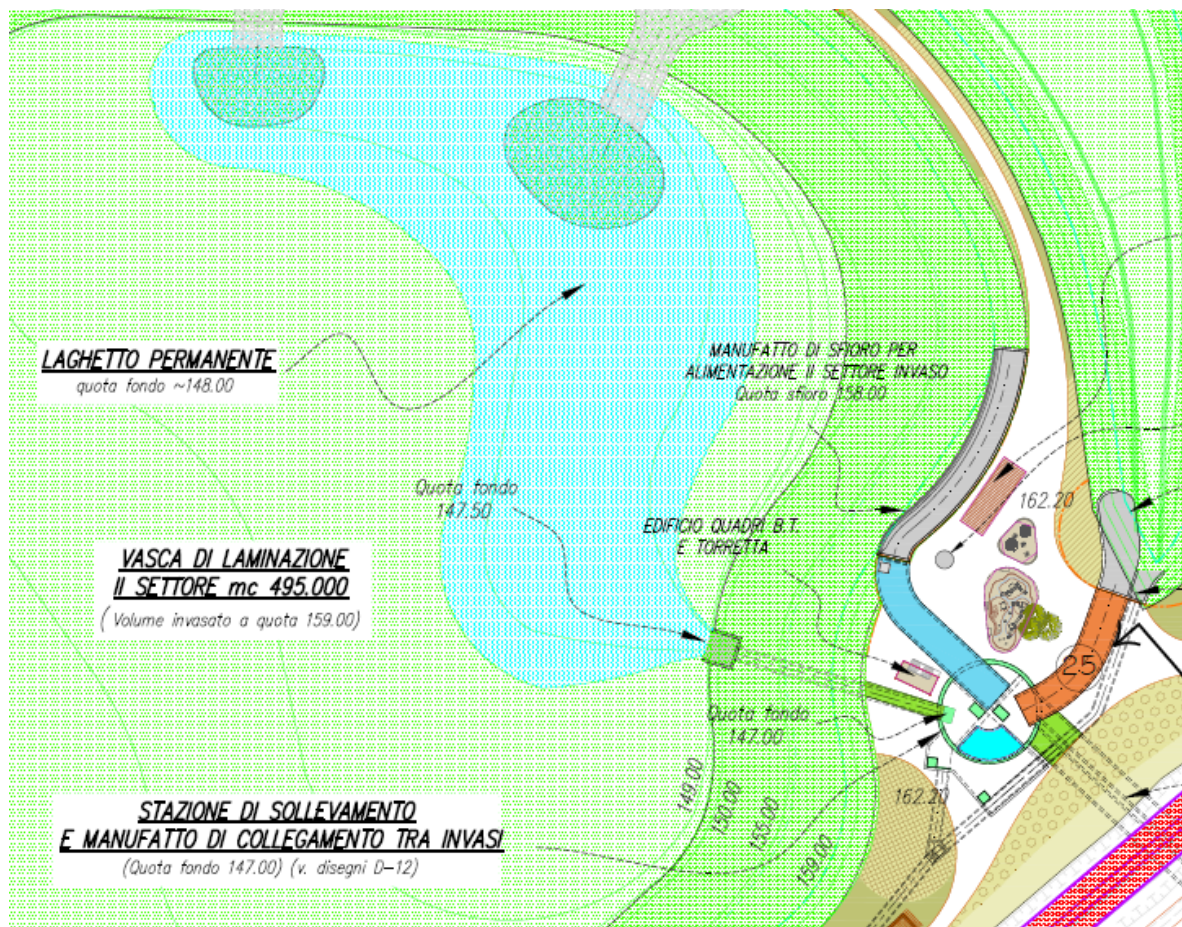 LAGHETTO PERMANENTE
quota fondo ~148.00
MANUFATTO DI SFIORO PER
ALIMENTAZIONE II SETTORE INVASO
Quota sfioro 158.00
Quota fondo
147.50
162.20
EDIFICIO QUADRI B.T.
E TORRETTA
VASCA DI LAMINAZIONE
II SETTORE mc 495.000
( Volume invasato a quota 159.00)
25
Quota fondo
147.00
162.20
149.00
150.00
155.00
159.00
STAZIONE DI SOLLEVAMENTO
E MANUFATTO DI COLLEGAMENTO TRA INVASI
(Quota fondo 147.00) (v. disegni D–12)